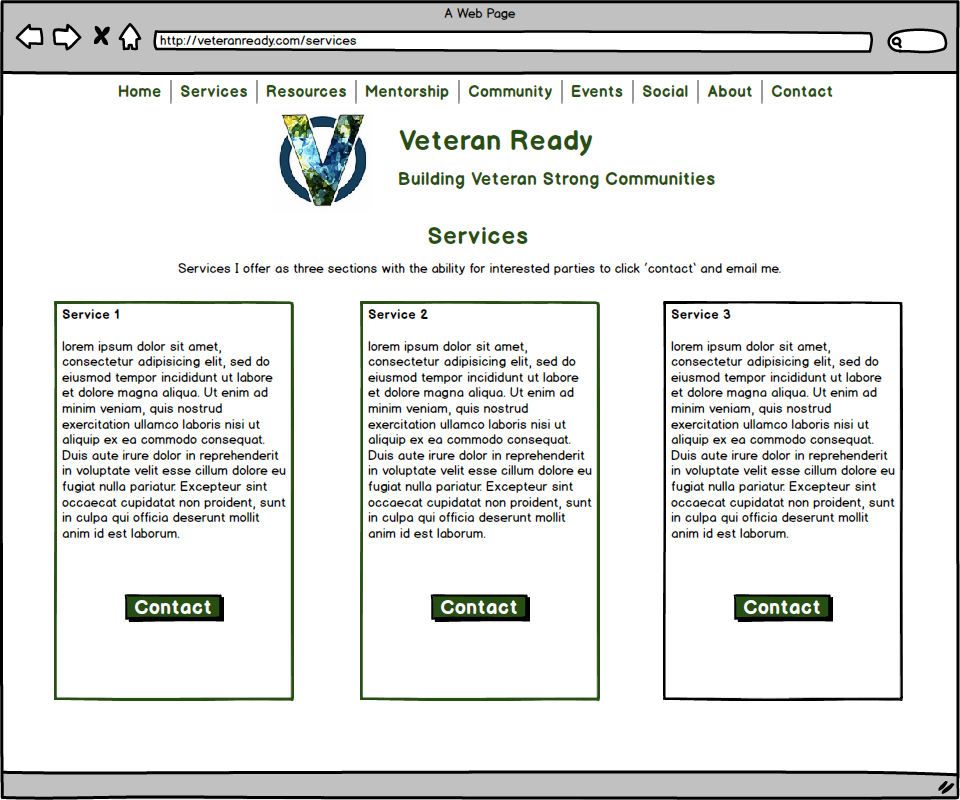 A Web Page
http://veteranready.com/services
Home Services Resources Mentorship Community Events Social About Contact
V
Veteran Ready
Building Veteran Strong Communities
Services
Services I offer as three sections with the ability for interested parties to click ‘contact‘ and email me.
Service 1
lorem ipsum dolor sit amet,
consectetur adipisicing elit, sed do
eiusmod tempor incididunt ut labore
et dolore magna aliqua. Ut enim ad
minim veniam, quis nostrud
exercitation ullamco laboris nisi ut
aliquip ex ea commodo consequat.
Duis aute irure dolor in reprehenderit
in voluptate velit esse cillum dolore eu
fugiat nulla pariatur. Excepteur sint
occaecat cupidatat non proident, sunt
in culpa qui officia deserunt mollit
anim id est laborum.
Contact
Service 2
lorem ipsum dolor sit amet,
consectetur adipisicing elit, sed do
eiusmod tempor incididunt ut labore
et dolore magna aliqua. Ut enim ad
minim veniam, quis nostrud
exercitation ullamco laboris nisi ut
aliquip ex ea commodo consequat.
Duis aute irure dolor in reprehenderit
in voluptate velit esse cillum dolore eu
fugiat nulla pariatur. Excepteur sint
occaecat cupidatat non proident, sunt
in culpa qui officia deserunt mollit
anim id est laborum.
Contact
Service 3
lorem ipsum dolor sit amet,
consectetur adipisicing elit, sed do
eiusmod tempor incididunt ut labore
et dolore magna aliqua. Ut enim ad
minim veniam, quis nostrud
exercitation ullamco laboris nisi ut
aliquip ex ea commodo consequat.
Duis aute irure dolor in reprehenderit
in voluptate velit esse cillum dolore eu
fugiat nulla pariatur. Excepteur sint
occaecat cupidatat non proident, sunt
in culpa qui officia deserunt mollit
anim id est laborum.
Contact